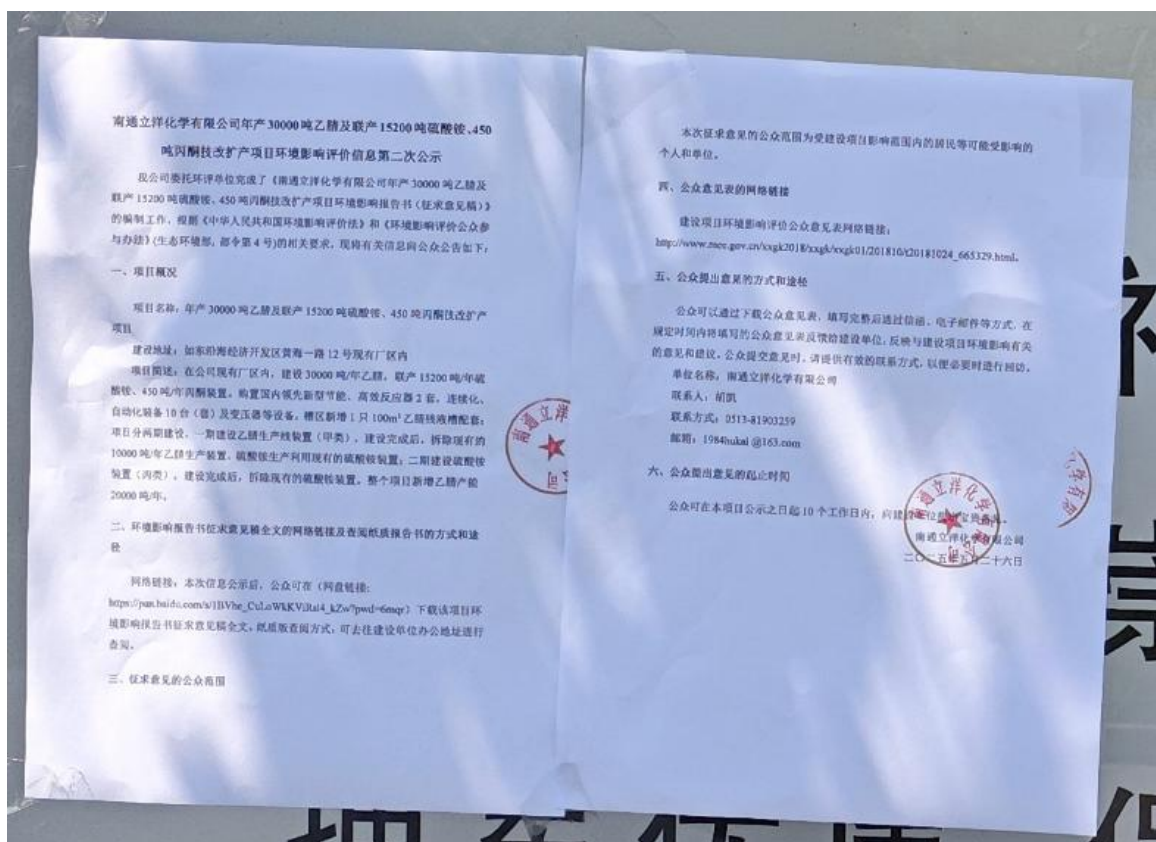 南通立洋化学有限公司年产30000吨乙腈及联产15200吨硫酸铵、450
吨丙酮技改扩产项目环境影响评价信息第二次公示
我公司委托环评单位完成了《南通立洋化学有限公司年产30000吨乙腈及
联产15200吨硫酸铵、450吨丙酮技改扩产项目环境影响报告书(征求意见稿)》
的编制工作，根据《中华人民共和国环境影响评价法》和《环境影响评价公众参
与办法》(生态环境部，部令第4号)的相关要求，现将有关信息向公众公告如下：
一、项目概况
项目名称：年产30000吨乙腈及联产15200吨硫酸铵、450吨丙酮技改扩产
项目
建设地址：如东沿海经济开发区黄海一路12号现有厂区内
项目简述：在公司现有厂区内，建设30000吨/年乙腈，联产15200吨/年硫
酸铵、450吨/年丙酮装置。购置国内领先新型节能、高效反应器2套，连续化、
自动化装备10台（套）及变压器等设备，槽区新增1只100m³乙腈残液槽配套；
项目分两期建设，一期建设乙腈生产线装置（甲类），建设完成后，拆除现有的
10000吨/年乙腈生产装置，硫酸铵生产利用现有的硫酸铵装置；二期建设硫酸铵
装置（丙类），建设完成后，拆除现有的硫酸铵装置。整个项目新增乙腈产能
20000吨/年。
二、环境影响报告书征求意见稿全文的网络链接及查阅纸质报告书的方式和途
径
网络链接：本次信息公示后，公众可在（网盘链接:
下载该项目环
境影响报告书征求意见稿全文。纸质版查阅方式：可去往建设单位办公地址进行
查阅。
三、征求意见的公众范围
本次征求意见的公众范围为受建设项目影响范围内的居民等可能受影响的
个人和单位。
四、公众意见表的网络链接
建设项目环境影响评价公众意见表网络链接：
http://www.mee.gov.cn/xxgk2018/xxgk/xxgk01/201810/t20181024_665329.html。
五、公众提出意见的方式和途径
公众可以通过下载公众意见表，填写完整后透过信函、电子邮件等方式，在
规定时间内将填写的公众意见表反馈给建设单位，反映与建设项目环境影响有关
的意见和建议。公众提交意见时，请提供有效的联系方式，以便必要时进行回访。
单位名称：南通立洋化学有限公司
联系人：胡凯
联系方式：0513-81903259
邮箱：1984hukai @163.com
六、公众提出意见的起止时间
公众可在本项目公示之日起10个工作日内，向建设单位提出宝贵意见。
南通立洋化学有限公司
二〇二五年五月二十六日